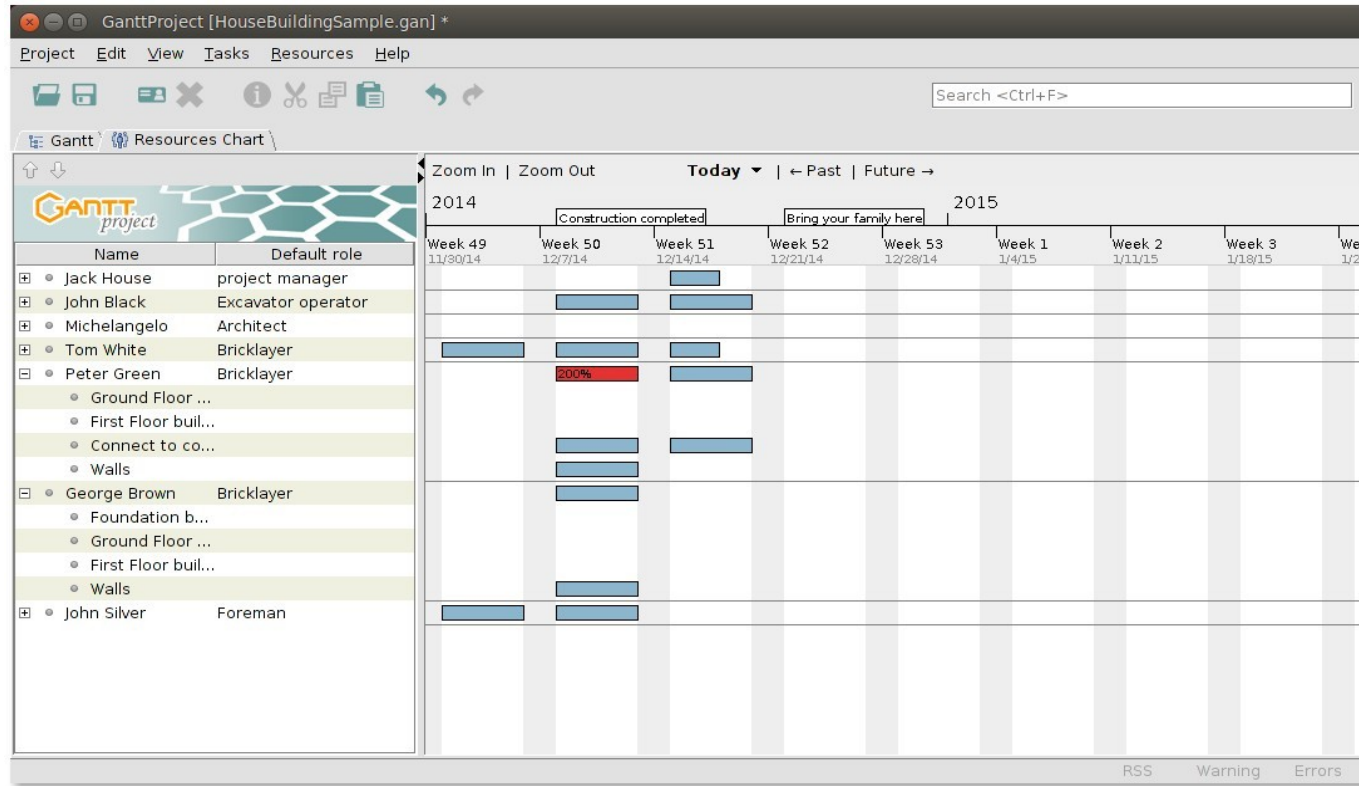 GanttProject [HouseBuildingSample.gan] *
Project Edit View Tasks Resources Help
Search <Ctrl+F>
Gantt Resources Chart
Zoom In | Zoom Out Today | ← Past | Future →
GANTT project
2014 2015
Construction completed Bring your family here
Name Default role
Week 49 Week 50 Week 51 Week 52 Week 53 Week 1 Week 2 Week 3 We
11/30/14 12/7/14 12/14/14 12/21/14 12/28/14 1/4/15 1/11/15 1/18/15 1/2
Jack House project manager
John Black Excavator operator
Michelangelo Architect
Tom White Bricklayer
Peter Green Bricklayer 200%
Ground Floor ...
First Floor buil...
Connect to co...
Walls
George Brown Bricklayer
Foundation b...
Ground Floor ...
First Floor buil...
Walls
John Silver Foreman
RSS Warning Errors